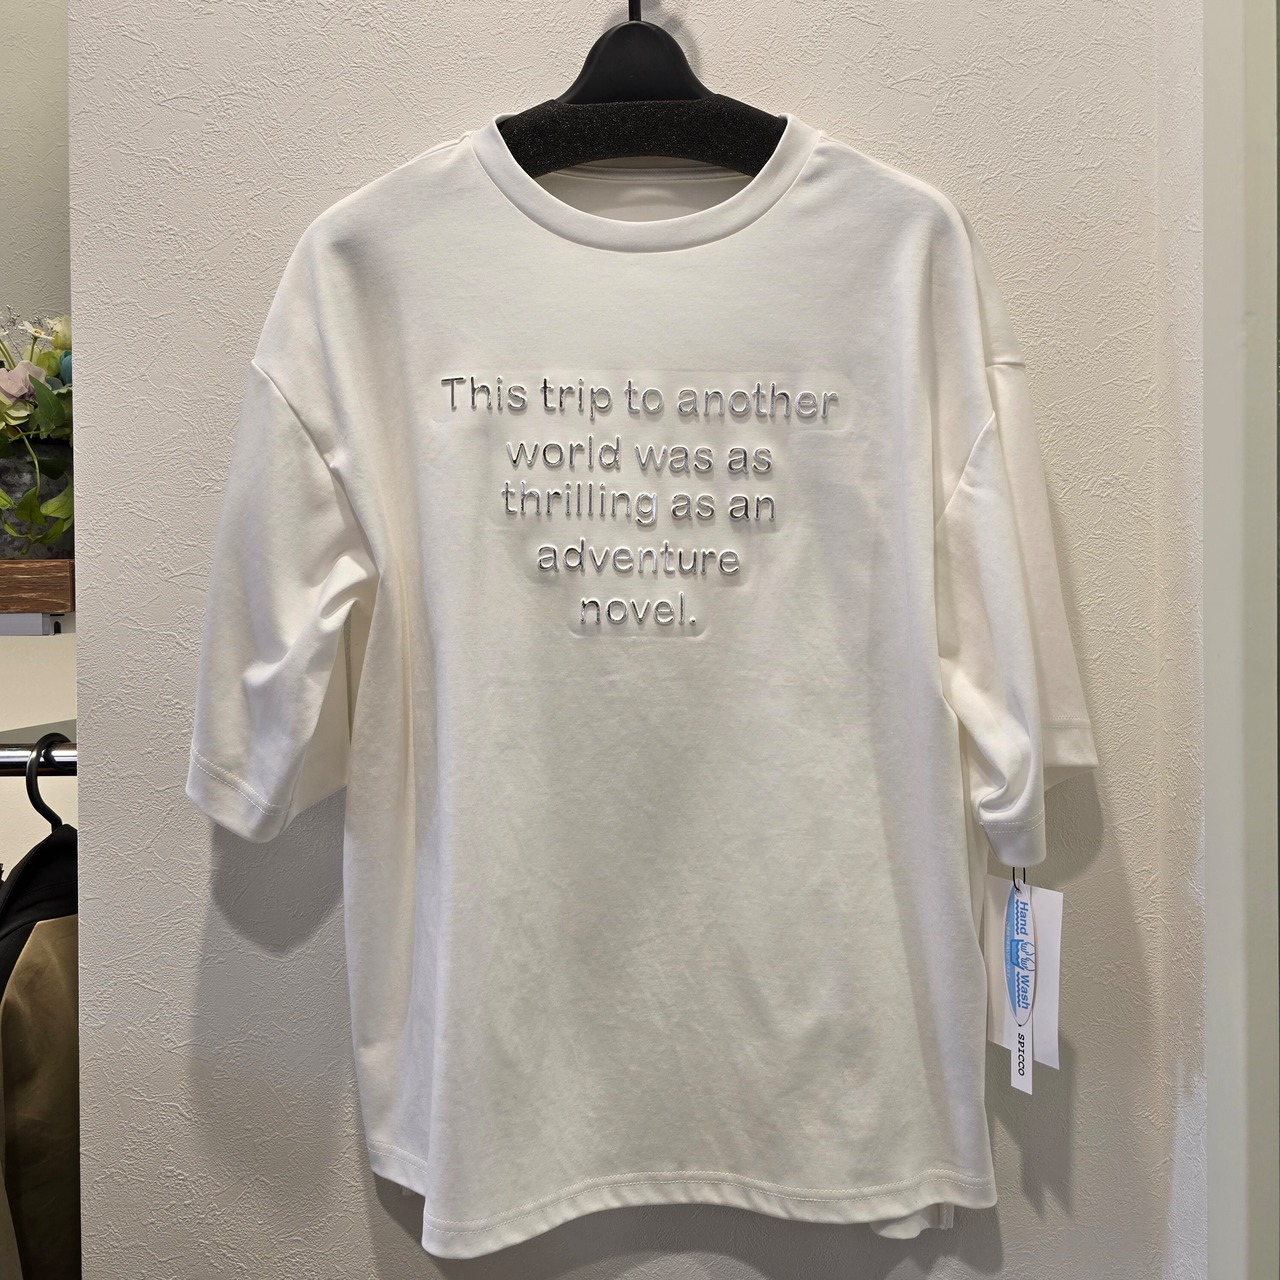 This trip to another
world was as
thrilling as an
adventure
novel.
Hand Wash
SPICCO